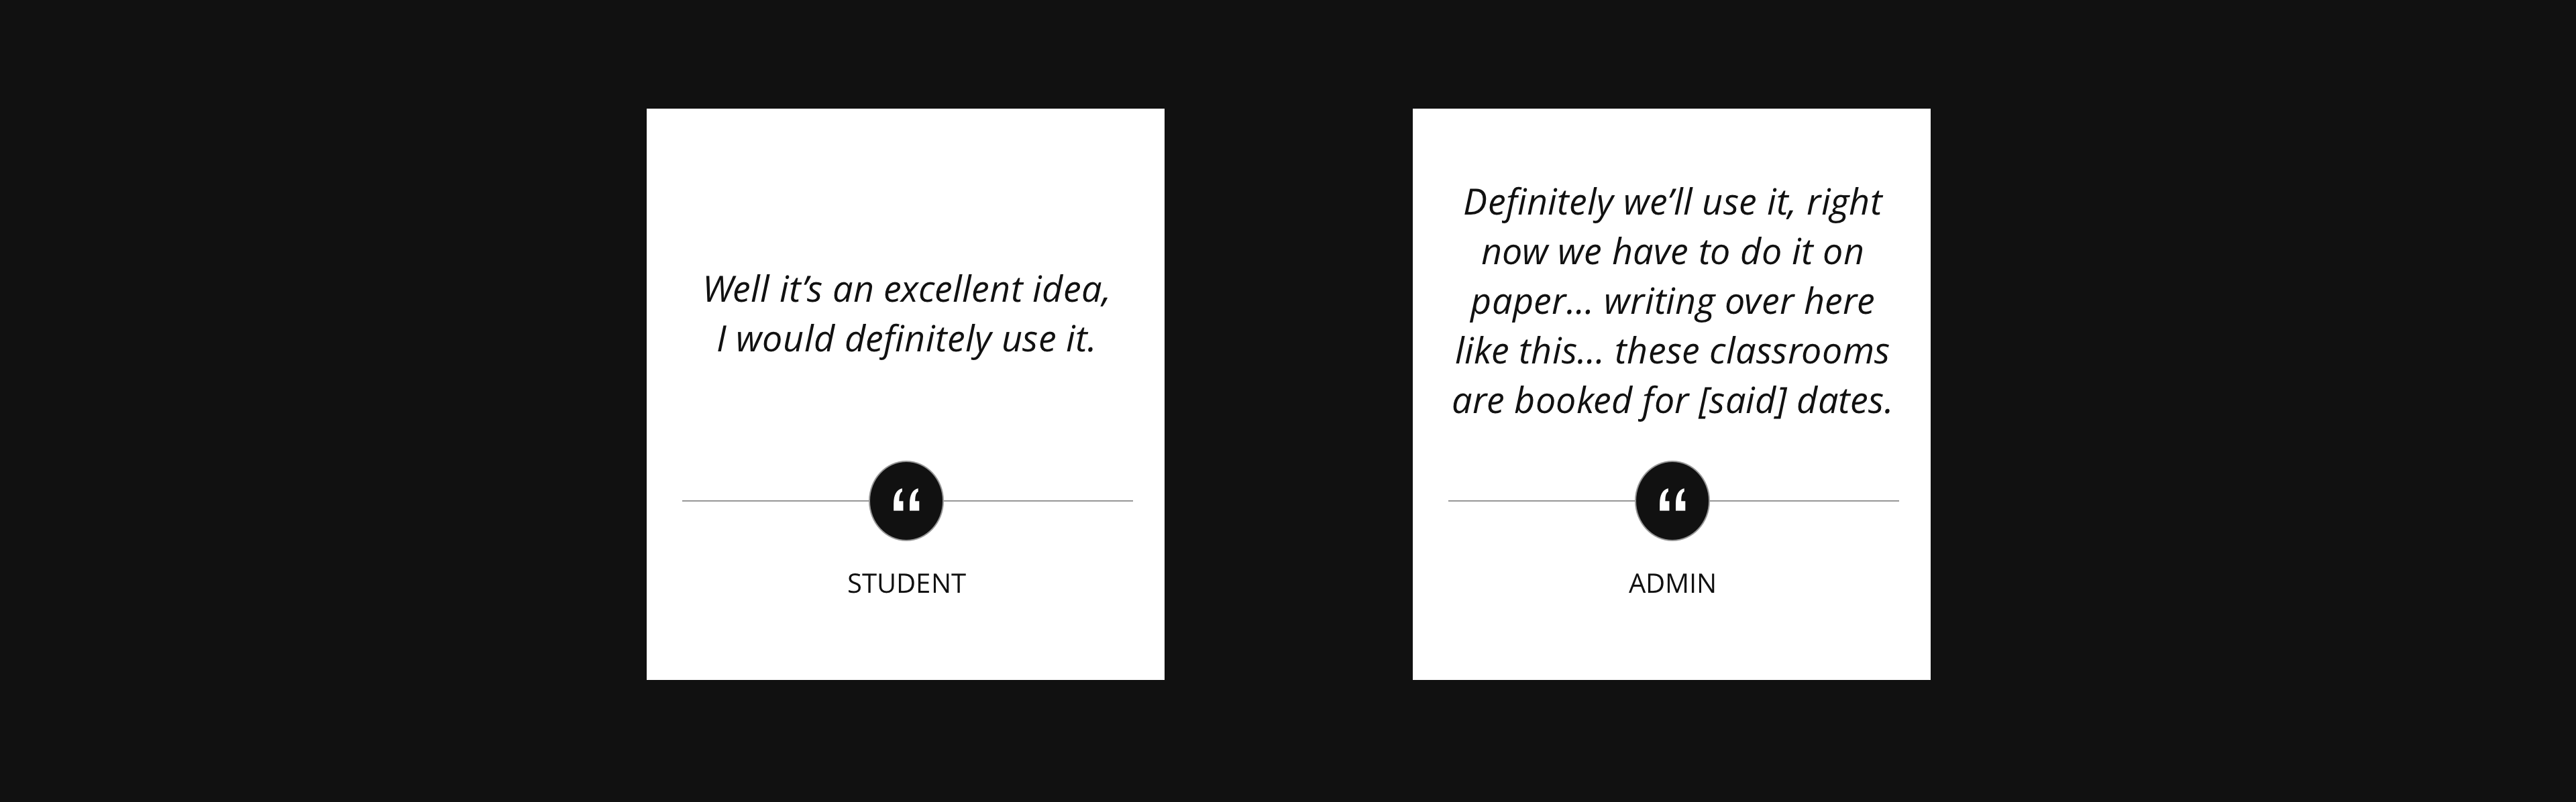 Well it’s an excellent idea,
I would definitely use it.
“
STUDENT
Definitely we’ll use it, right
now we have to do it on
paper... writing over here
like this... these classrooms
are booked for [said] dates.
“
ADMIN